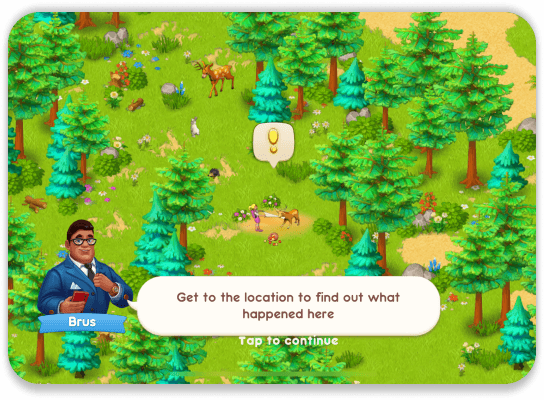 Get to the location to find out what
happened here
Brus
Tap to continue